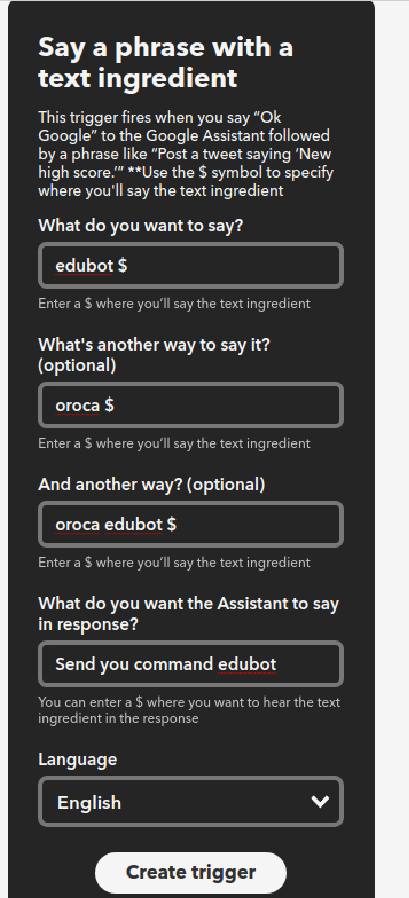 Say a phrase with a
text ingredient
This trigger fires when you say “Ok
Google” to the Google Assistant followed
by a phrase like “Post a tweet saying ‘New
high score.’” **Use the $ symbol to specify
where you'll say the text ingredient
What do you want to say?
edubot $
Enter a $ where you’ll say the text ingredient
What's another way to say it?
(optional)
oroca $
Enter a $ where you’ll say the text ingredient
And another way? (optional)
oroca edubot $
Enter a $ where you’ll say the text ingredient
What do you want the Assistant to say
in response?
Send you command edubot
You can enter a $ where you want to hear the text
ingredient in the response
Language
English
Create trigger